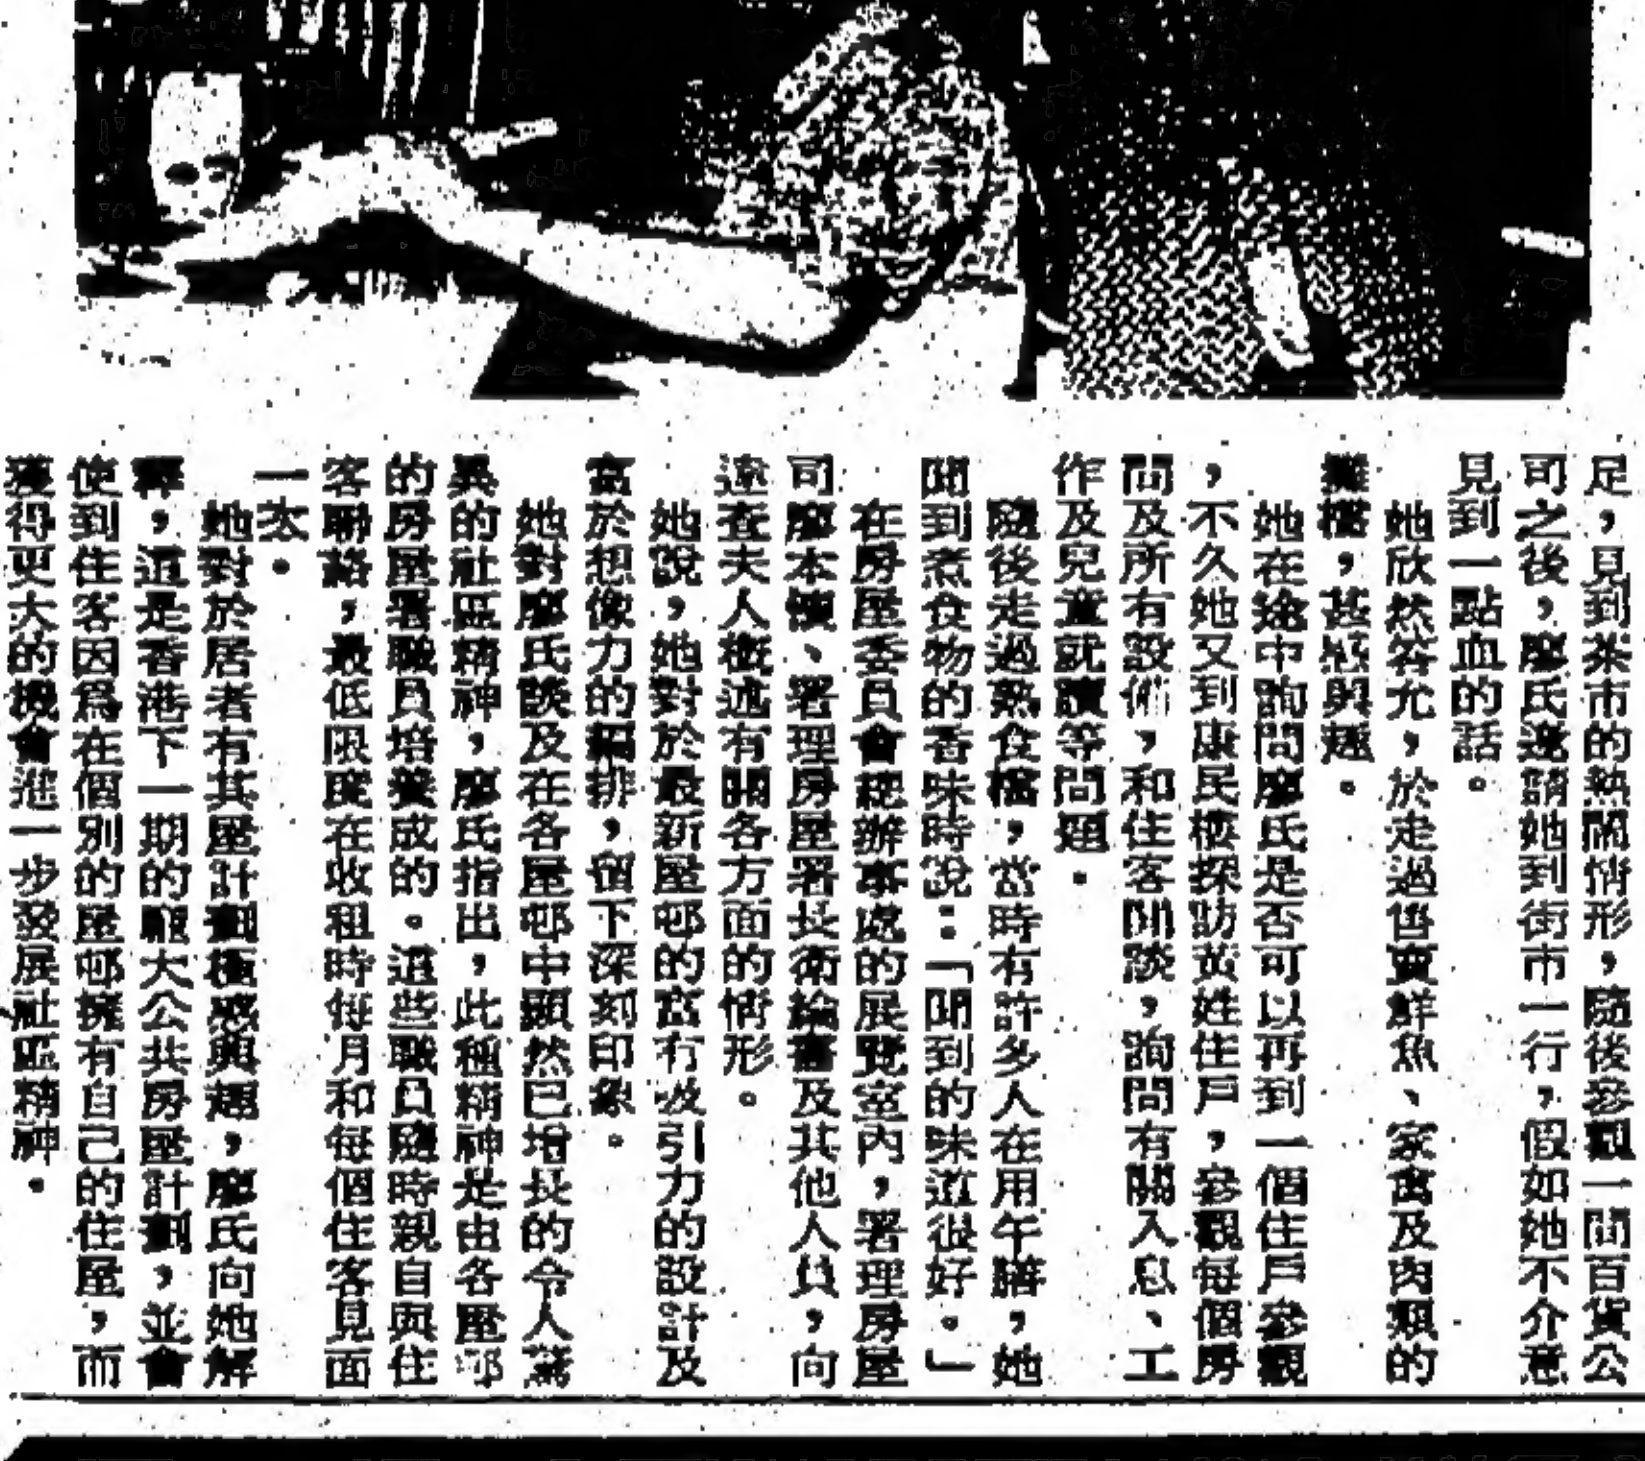 足，見到菜市的熱鬧情形，隨後參觀一間百貨公
司之後，廖氏邀請她到街市一行，假如她不介意
見到一點血的話。
她欣然答允，於走過售賣鮮魚、家禽及肉類的
攤檔，甚感興趣。
她在途中詢問廖氏是否可以再到一個住戶參觀
，不久她又到康民樓探訪黃姓住戶，參觀每個房
間及所有設備，和住客閒談，詢問有關入息、工
作及兒童就讀等問題。
隨後走過熟食檔，當時有許多人在用午膳，她
聞到煮食物的香味時說：「聞到的味道很好。」
在房屋委員會總辦事處的展覽室內，署理房屋
司廖本懷、署理房屋署長衛綸書及其他人員，向
達查夫人概述有關各方面的情形。
她說，她對於最新屋邨的富有吸引力的設計及
富於想像力的編排，留下深刻印象。
她對廖氏談及在各屋邨中顯然已增長的令人驚
異的社區精神，廖氏指出，此種精神是由各屋邨
的房屋署職員培養成的。這些職員隨時親自與住
客聯絡，最低限度在收租時每月和每個住客見面
一次。
她對於居者有其屋計劃極感興趣，廖氏向她解
釋，這是香港下一期的龐大公共房屋計劃，並會
使到住客因為在個別的屋邨擁有自己的住屋，而
獲得更大的機會進一步發展社區精神。